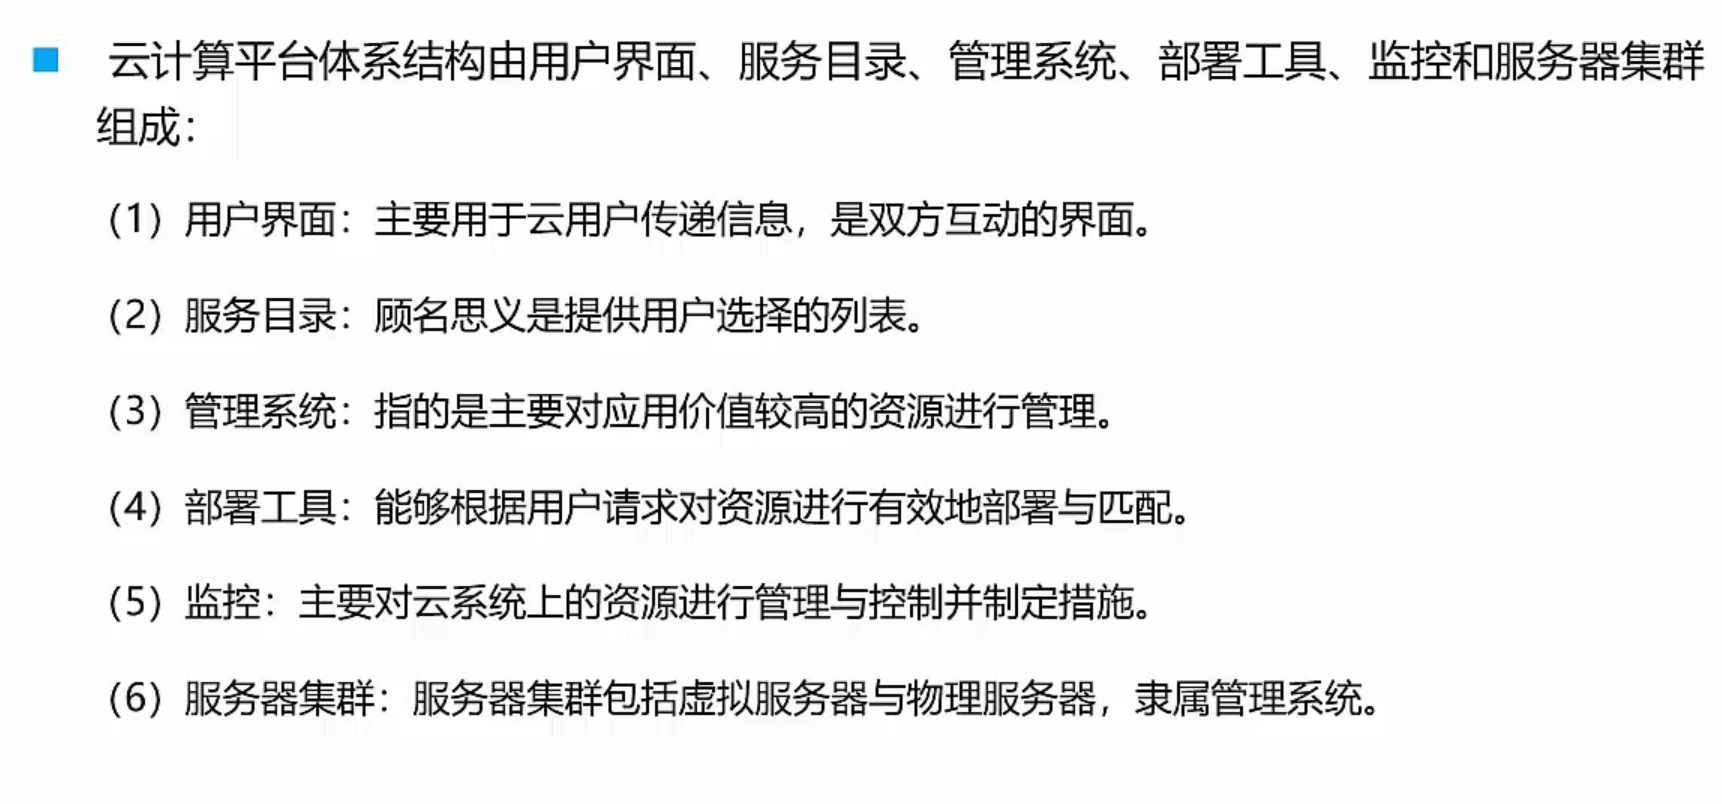 云计算平台体系结构由用户界面、服务目录、管理系统、部署工具、监控和服务器集群
组成：
（1）用户界面：主要用于云用户传递信息，是双方互动的界面。
（2）服务目录：顾名思义是提供用户选择的列表。
（3）管理系统：指的是主要对应用价值较高的资源进行管理。
（4）部署工具：能够根据用户请求对资源进行有效地部署与匹配。
（5）监控：主要对云系统上的资源进行管理与控制并制定措施。
（6）服务器集群：服务器集群包括虚拟服务器与物理服务器，隶属管理系统。